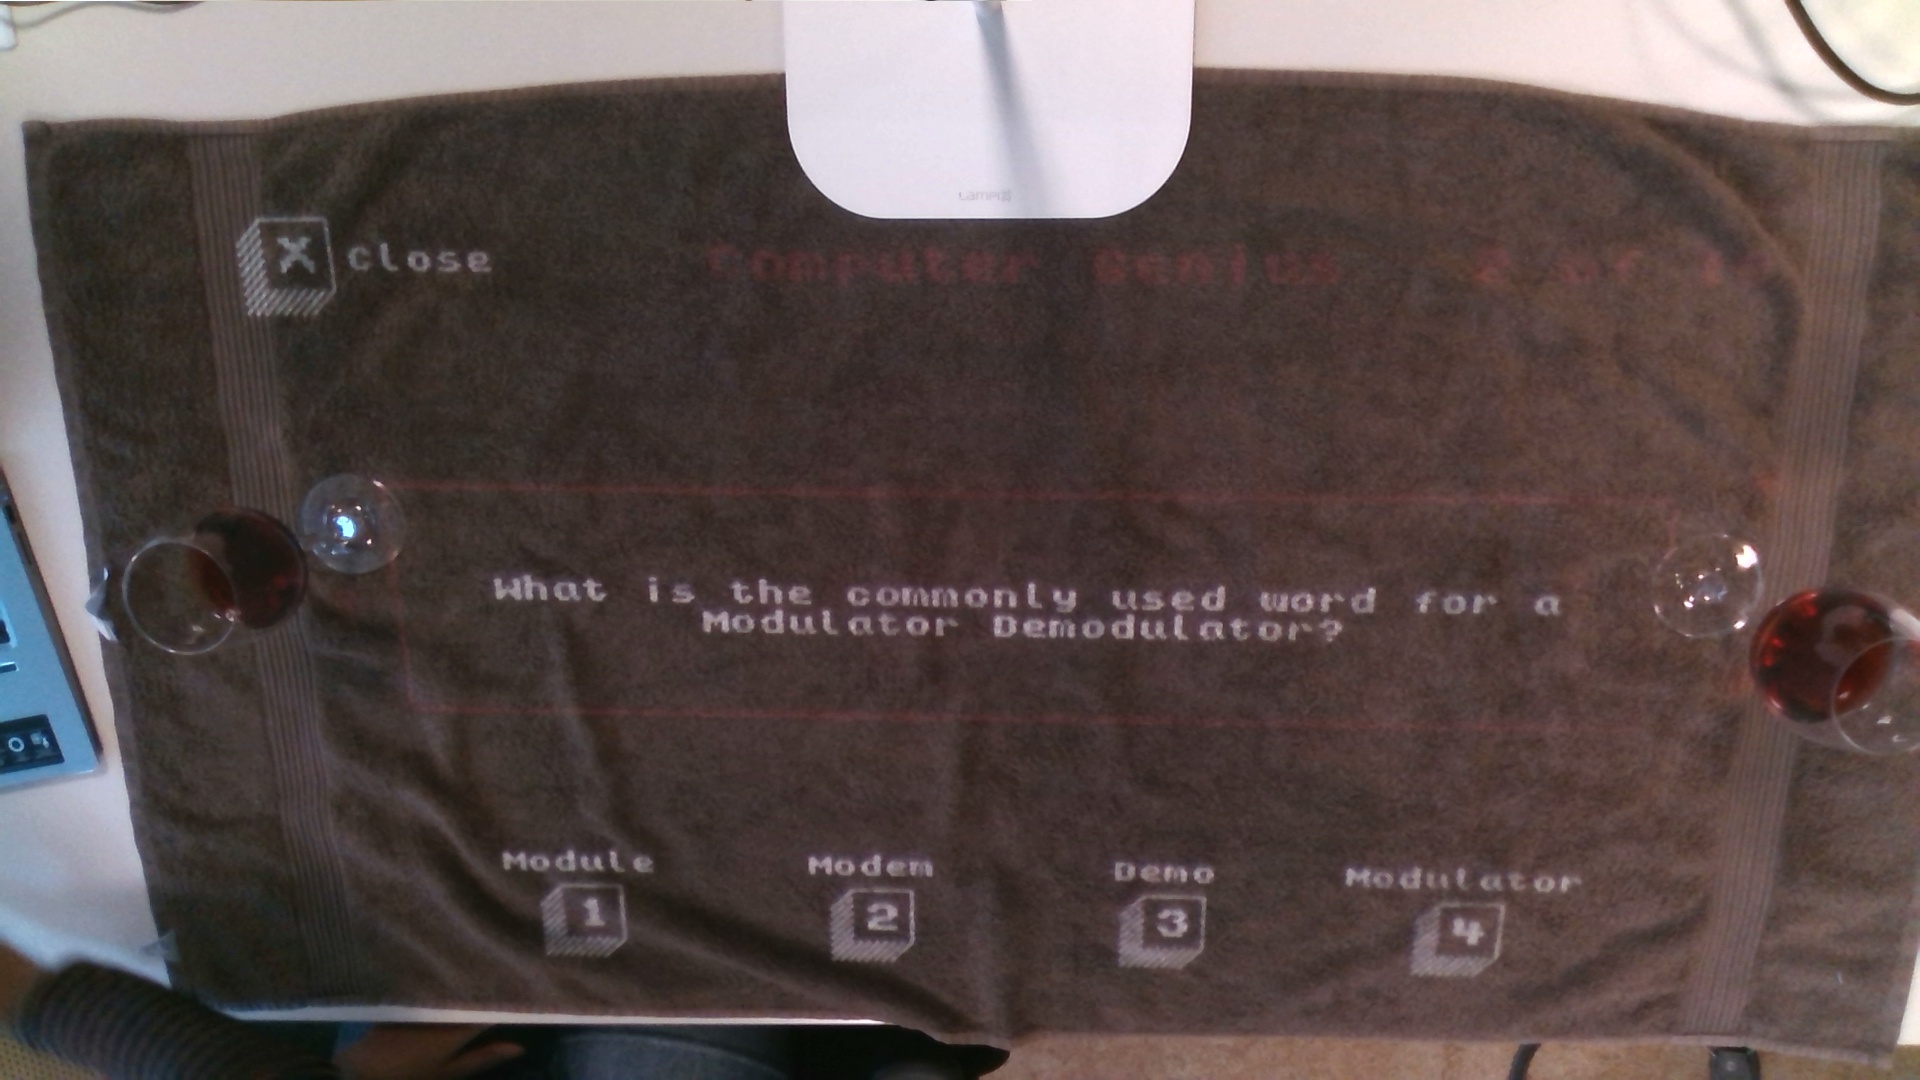 X Close
Computer Genius
What is the commonly used word for a
Modulator Demodulator?
Module
Modem
Demo
Modulator
1
2
3
4